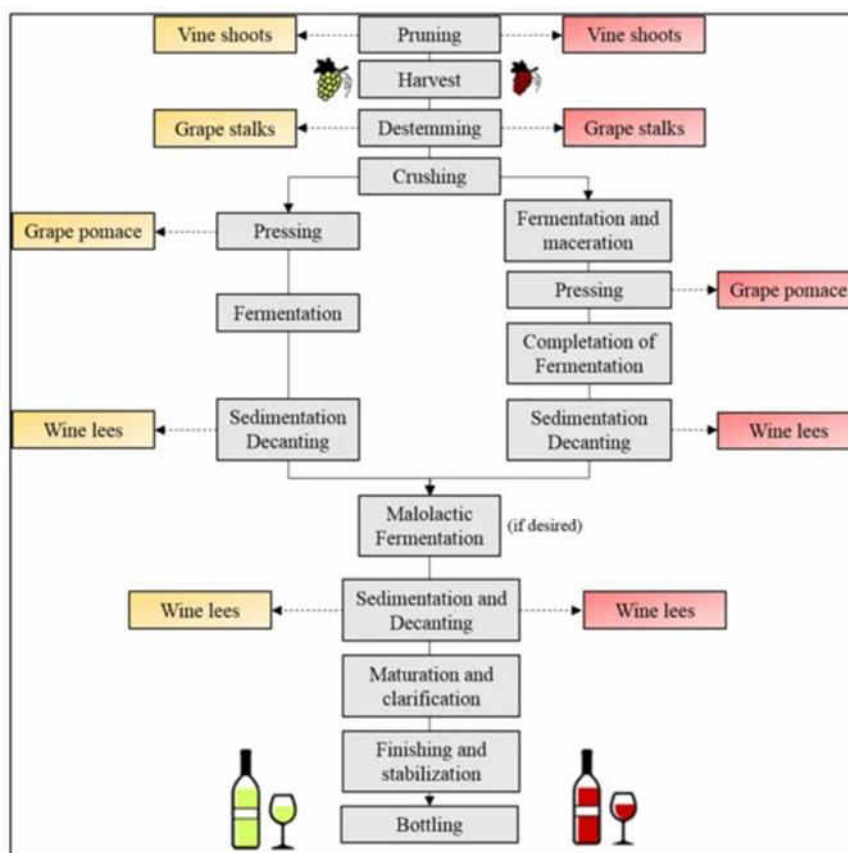 Vine shoots
Pruning
Vine shoots
Harvest
Grape stalks
Destemming
Grape stalks
Crushing
Grape pomace
Pressing
Fermentation and
maceration
Pressing
Grape pomace
Fermentation
Completation of
Fermentation
Wine lees
Sedimentation
Decanting
Sedimentation
Decanting
Wine lees
Malolactic
Fermentation
(if desired)
Wine lees
Sedimentation and
Decanting
Wine lees
Maturation and
clarification
Finishing and
stabilization
Bottling